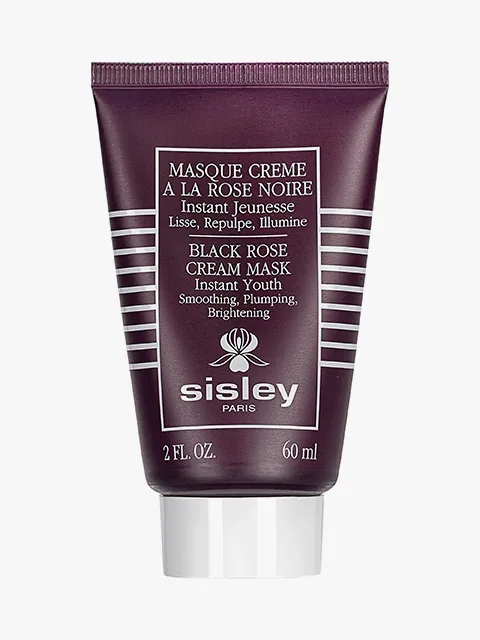 MASQUE CREME
A LA ROSE NOIRE
Instant Jeunesse
Lisse, Repulpe, Illumine
BLACK ROSE
CREAM MASK
Instant Youth
Smoothing, Plumping,
Brightening
sisley
PARIS
2 FL. OZ. 60 ml